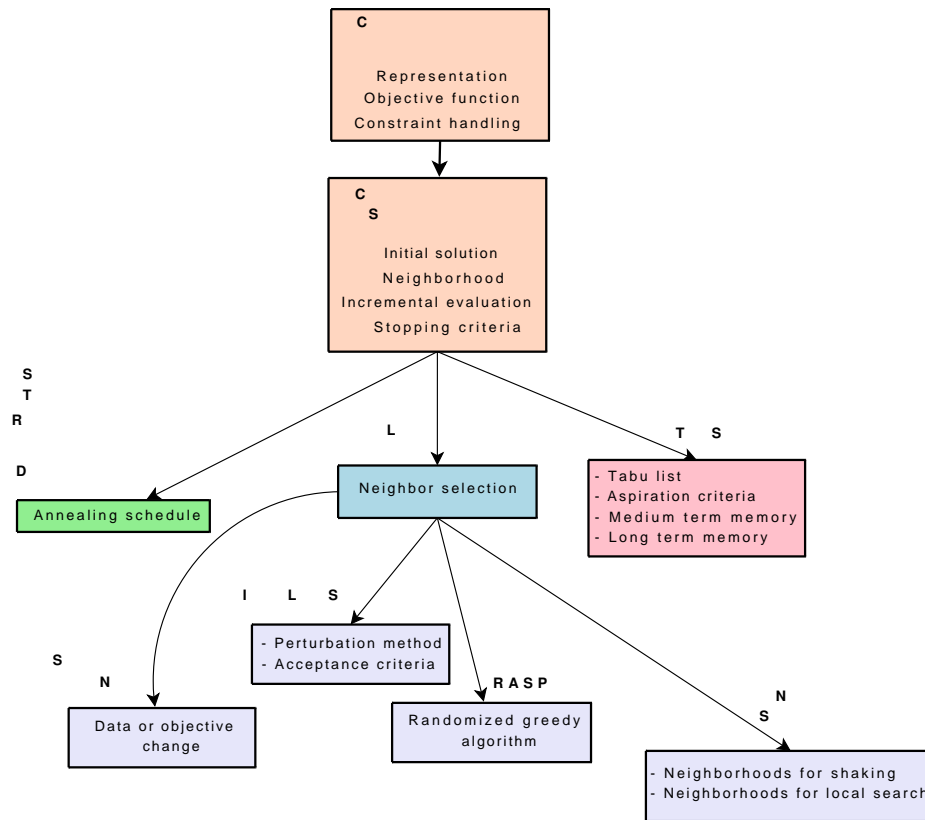 C
Representation
Objective function
Constraint handling
C
S
Initial solution
Neighborhood
Incremental evaluation
Stopping criteria
S
T
R
D
L
T S
Annealing schedule
Neighbor selection
- Tabu list
- Aspiration criteria
- Medium term memory
- Long term memory
I L S
- Perturbation method
- Acceptance criteria
S
N
RASP
N
S
Data or objective
change
Randomized greedy
algorithm
- Neighborhoods for shaking
- Neighborhoods for local search